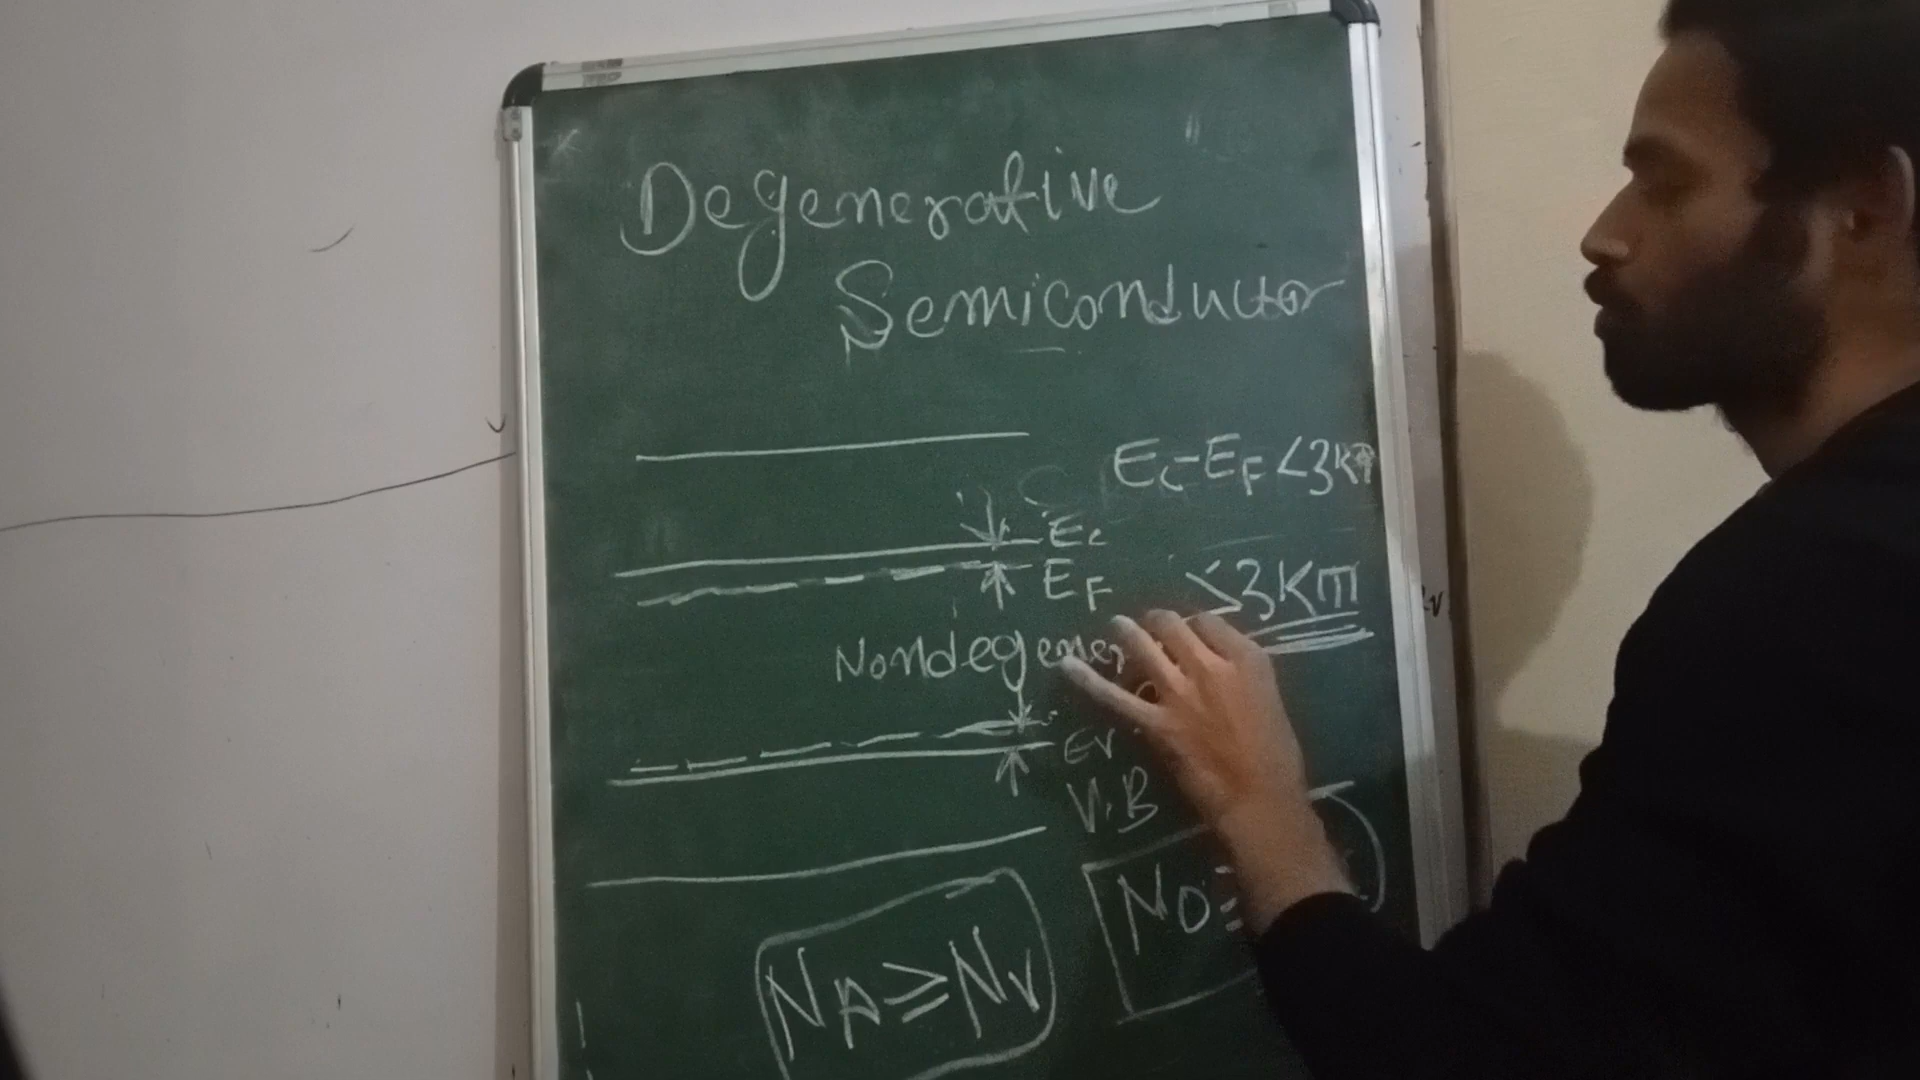 Degenerative
Semiconductor
Ec-EF<3KT
Ec
EF
>3KT
Nondegener
Ev
V.B
NA≥Nv
ND≥